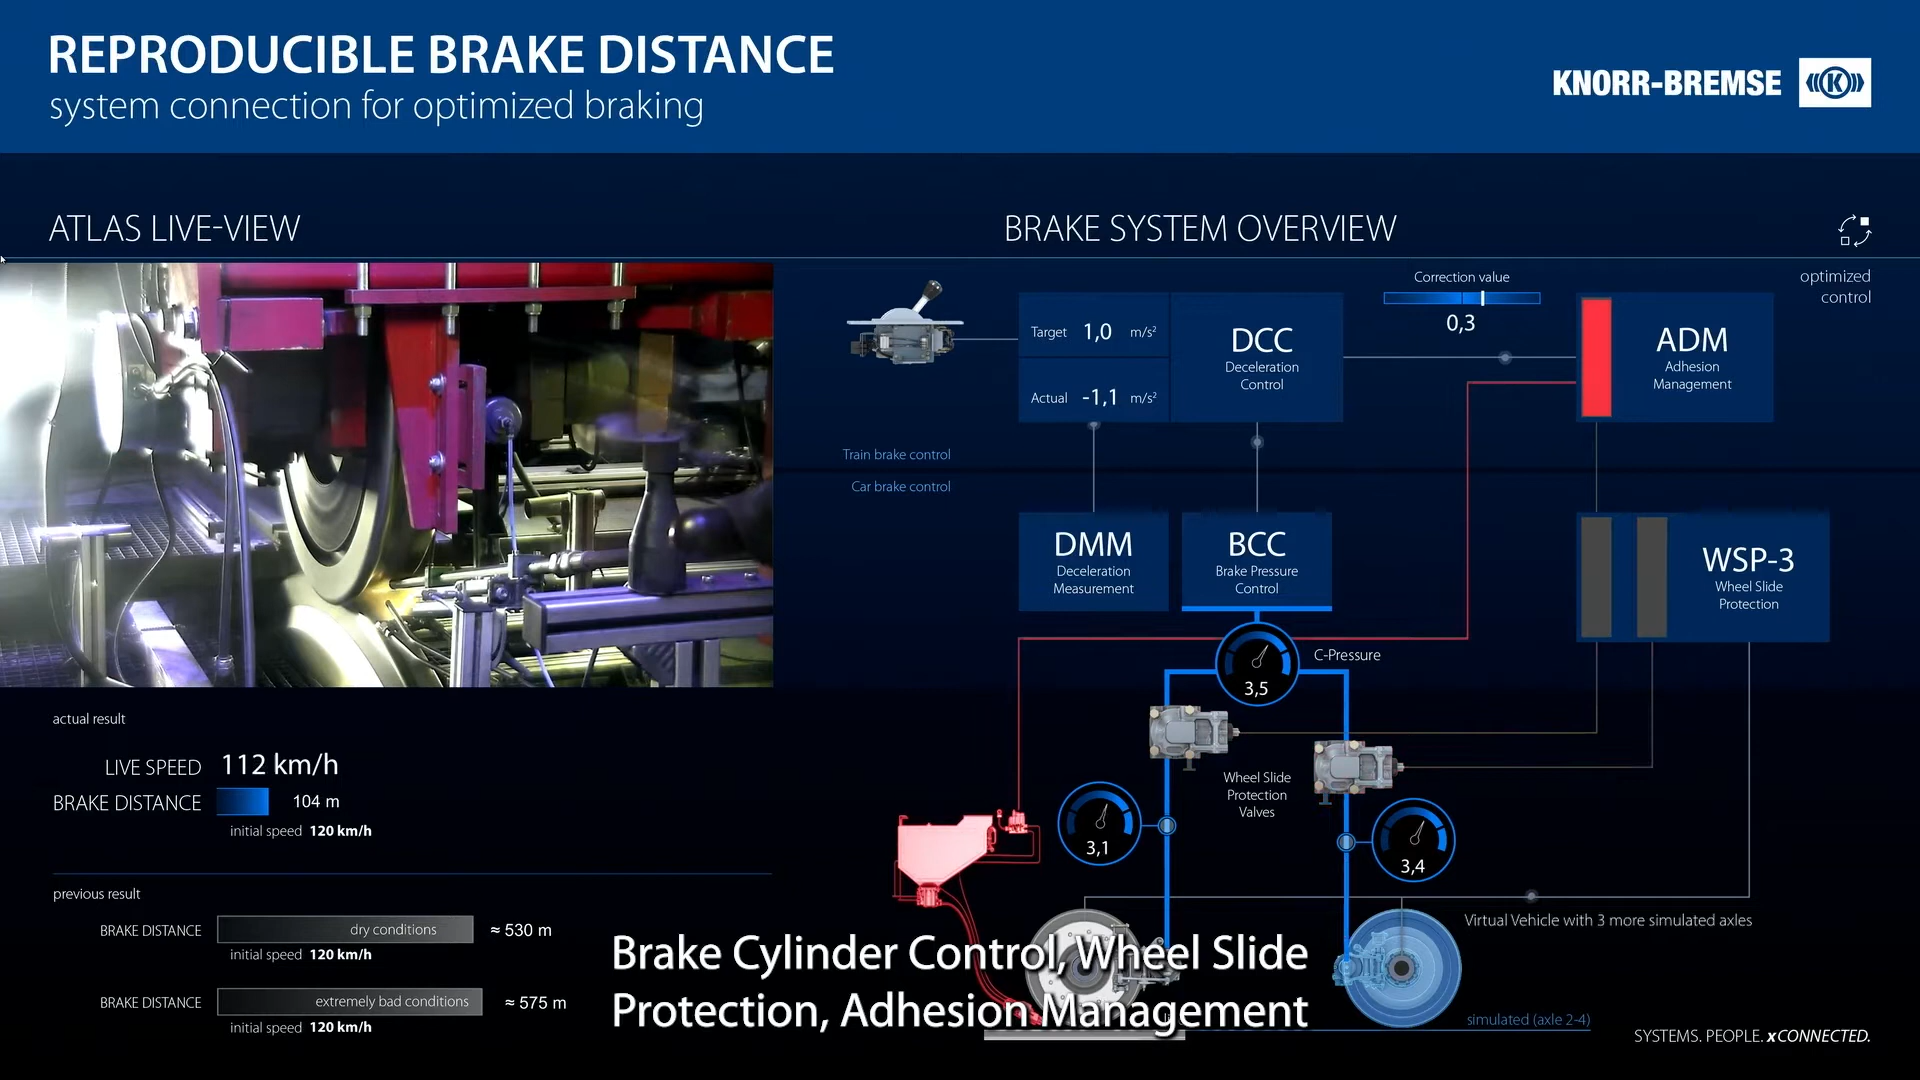 REPRODUCIBLE BRAKE DISTANCE
system connection for optimized braking
KNORR-BREMSE
K
ATLAS LIVE-VIEW
BRAKE SYSTEM OVERVIEW
optimized
control
Correction value
0,3
Target 1,0 m/s²
Actual -1,1 m/s²
DCC
Deceleration
Control
ADM
Adhesion
Management
Train brake control
Car brake control
DMM
Deceleration
Measurement
BCC
Brake Pressure
Control
WSP-3
Wheel Slide
Protection
C-Pressure
3,5
Wheel Slide
Protection
Valves
3,1
3,4
actual result
LIVE SPEED 112 km/h
BRAKE DISTANCE 104 m
initial speed 120 km/h
previous result
BRAKE DISTANCE dry conditions ≈ 530 m
initial speed 120 km/h
BRAKE DISTANCE extremely bad conditions ≈ 575 m
initial speed 120 km/h
Virtual Vehicle with 3 more simulated axles
simulated (axle 2-4)
Brake Cylinder Control, Wheel Slide
Protection, Adhesion Management
SYSTEMS. PEOPLE. xCONNECTED.